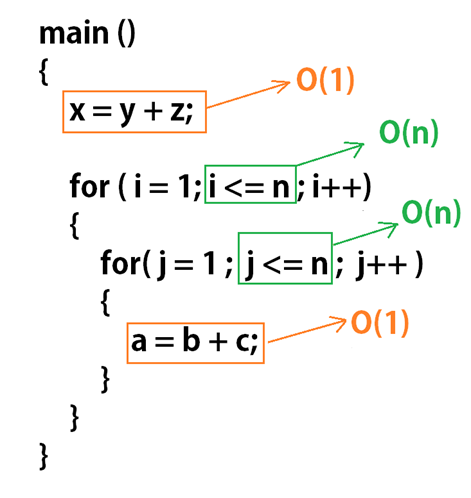 main ()
{
x = y + z; O(1)
O(n)
for ( i = 1; i <= n ; i++)
{ O(n)
for( j = 1 ; j <= n ; j++ )
{
a = b + c; O(1)
}
}
}